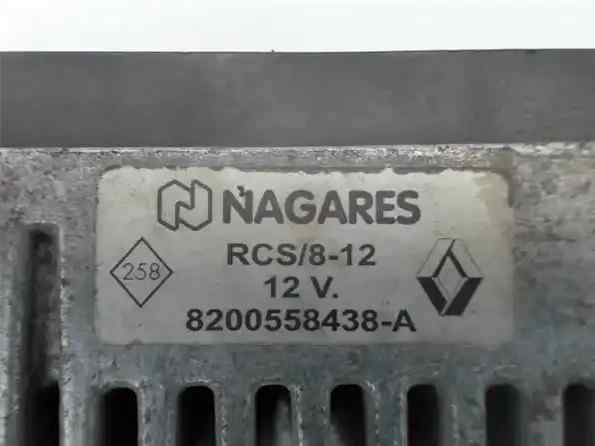 NAGARES
RCS/8-12
258
12 V.
8200558438-A